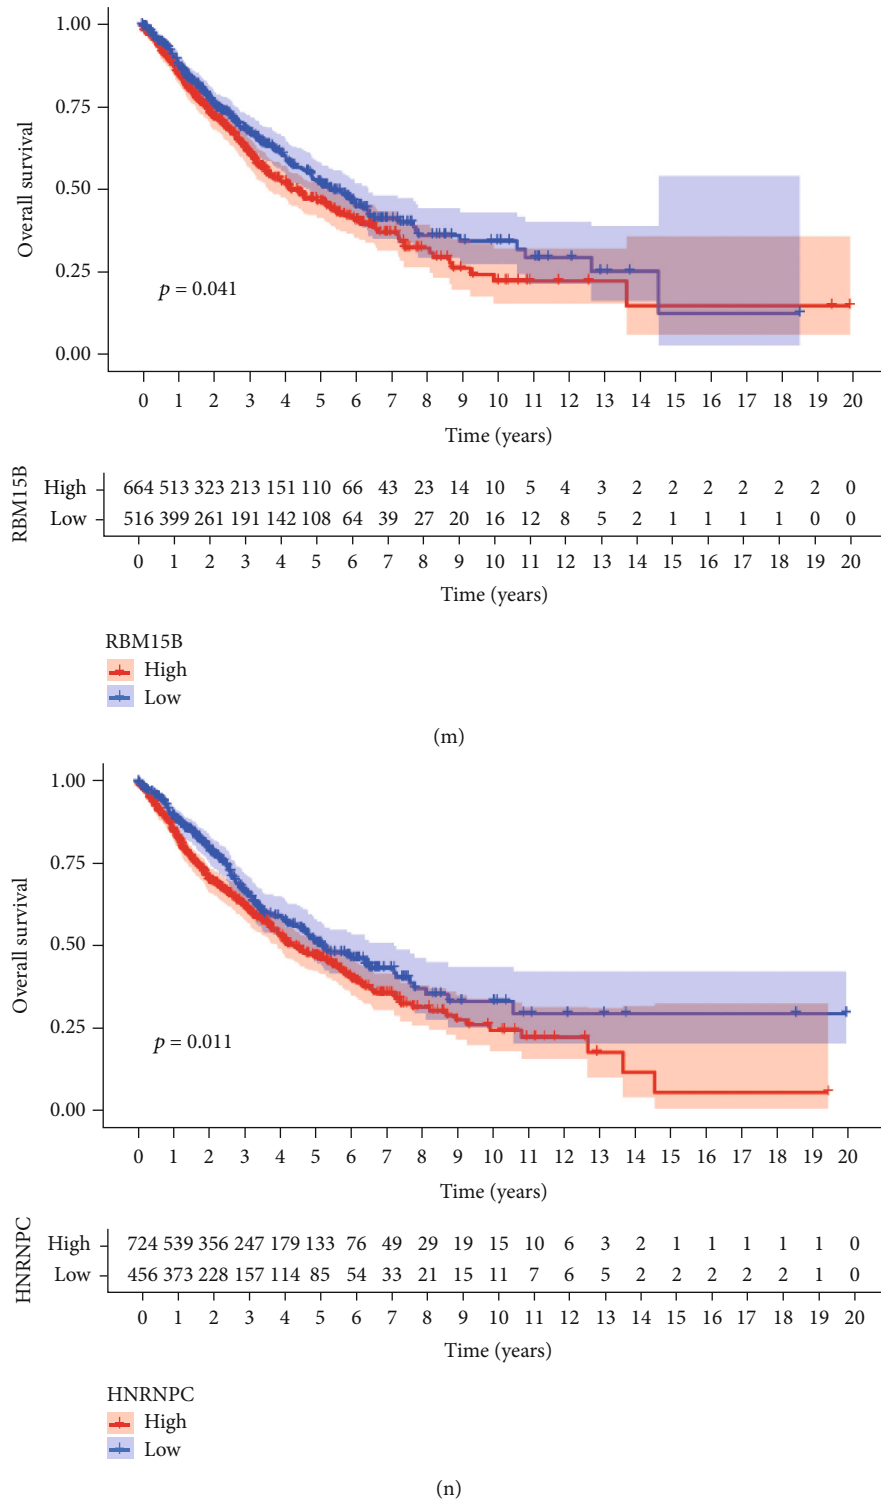 1.00
0.75
0.50
0.25
0.00
Overall survival
p = 0.041
0 1 2 3 4 5 6 7 8 9 10 11 12 13 14 15 16 17 18 19 20
Time (years)
RBM15B
High 664 513 323 213 151 110 66 43 23 14 10 5 4 3 2 2 2 2 2 2 0
Low 516 399 261 191 142 108 64 39 27 20 16 12 8 5 2 1 1 1 1 0 0
0 1 2 3 4 5 6 7 8 9 10 11 12 13 14 15 16 17 18 19 20
Time (years)
RBM15B
High
Low
(m)
1.00
0.75
0.50
0.25
0.00
Overall survival
p = 0.011
0 1 2 3 4 5 6 7 8 9 10 11 12 13 14 15 16 17 18 19 20
Time (years)
HNRNPC
High 724 539 356 247 179 133 76 49 29 19 15 10 6 3 2 1 1 1 1 1 0
Low 456 373 228 157 114 85 54 33 21 15 11 7 6 5 2 2 2 2 2 1 0
0 1 2 3 4 5 6 7 8 9 10 11 12 13 14 15 16 17 18 19 20
Time (years)
HNRNPC
High
Low
(n)